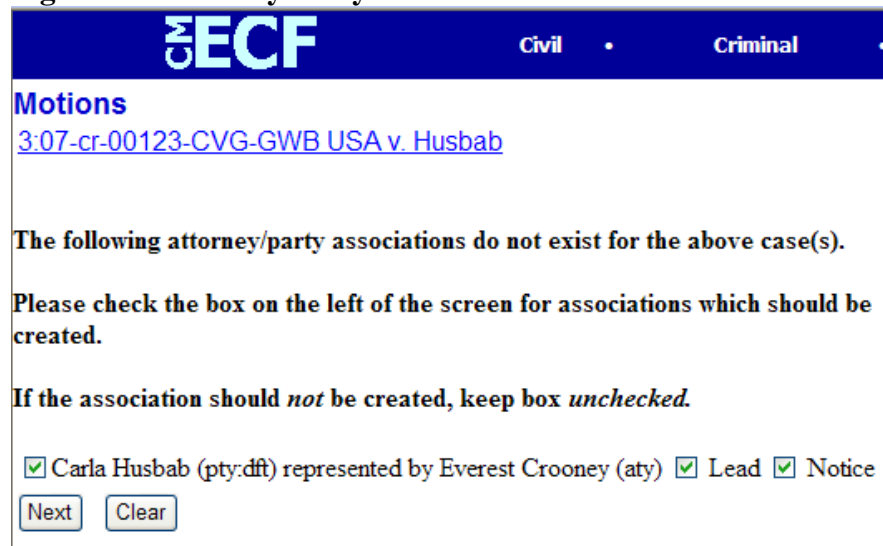 CM ECF Civil • Criminal •
Motions
3:07-cr-00123-CVG-GWB USA v. Husbab
The following attorney/party associations do not exist for the above case(s).
Please check the box on the left of the screen for associations which should be
created.
If the association should not be created, keep box unchecked.
Carla Husbab (pty:dft) represented by Everest Crooney (aty) Lead Notice
Next Clear